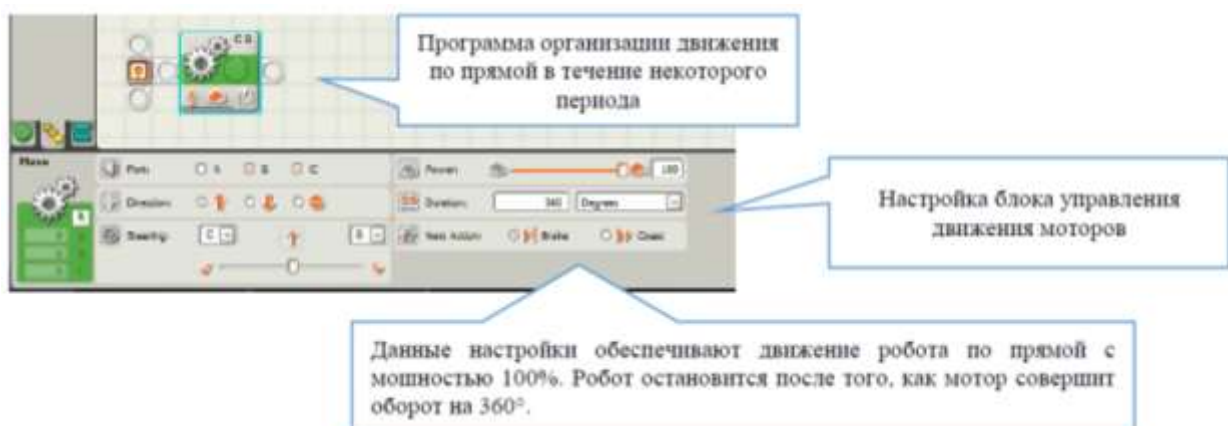 C B
Программа организации движения
по прямой в течение некоторого
периода
Move
Port: A B C
Power: 100
Direction:
Duration: 360 Degrees
Steering: C B
Next Action: Brake Coast
Настройка блока управления
движения моторов
Данные настройки обеспечивают движение робота по прямой с
мощностью 100%. Робот остановится после того, как мотор совершит
оборот на 360°.